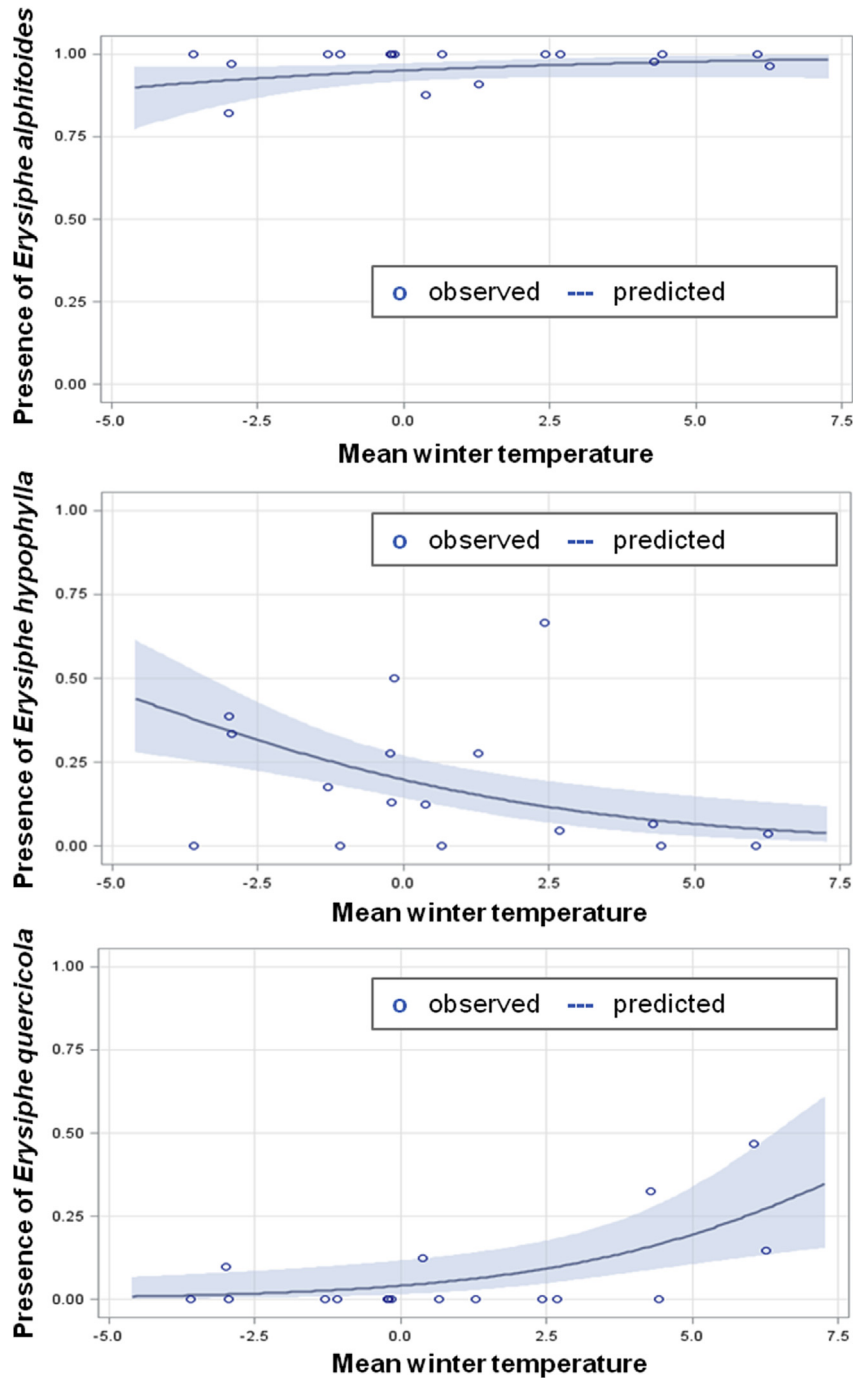 Presence of Erysiphe alphitoides
1.00
0.75
0.50
0.25
0.00
o observed --- predicted
-5.0 -2.5 0.0 2.5 5.0 7.5
Mean winter temperature
Presence of Erysiphe hypophylla
1.00
0.75
0.50
0.25
0.00
o observed --- predicted
-5.0 -2.5 0.0 2.5 5.0 7.5
Mean winter temperature
Presence of Erysiphe quercicola
1.00
0.75
0.50
0.25
0.00
o observed --- predicted
-5.0 -2.5 0.0 2.5 5.0 7.5
Mean winter temperature